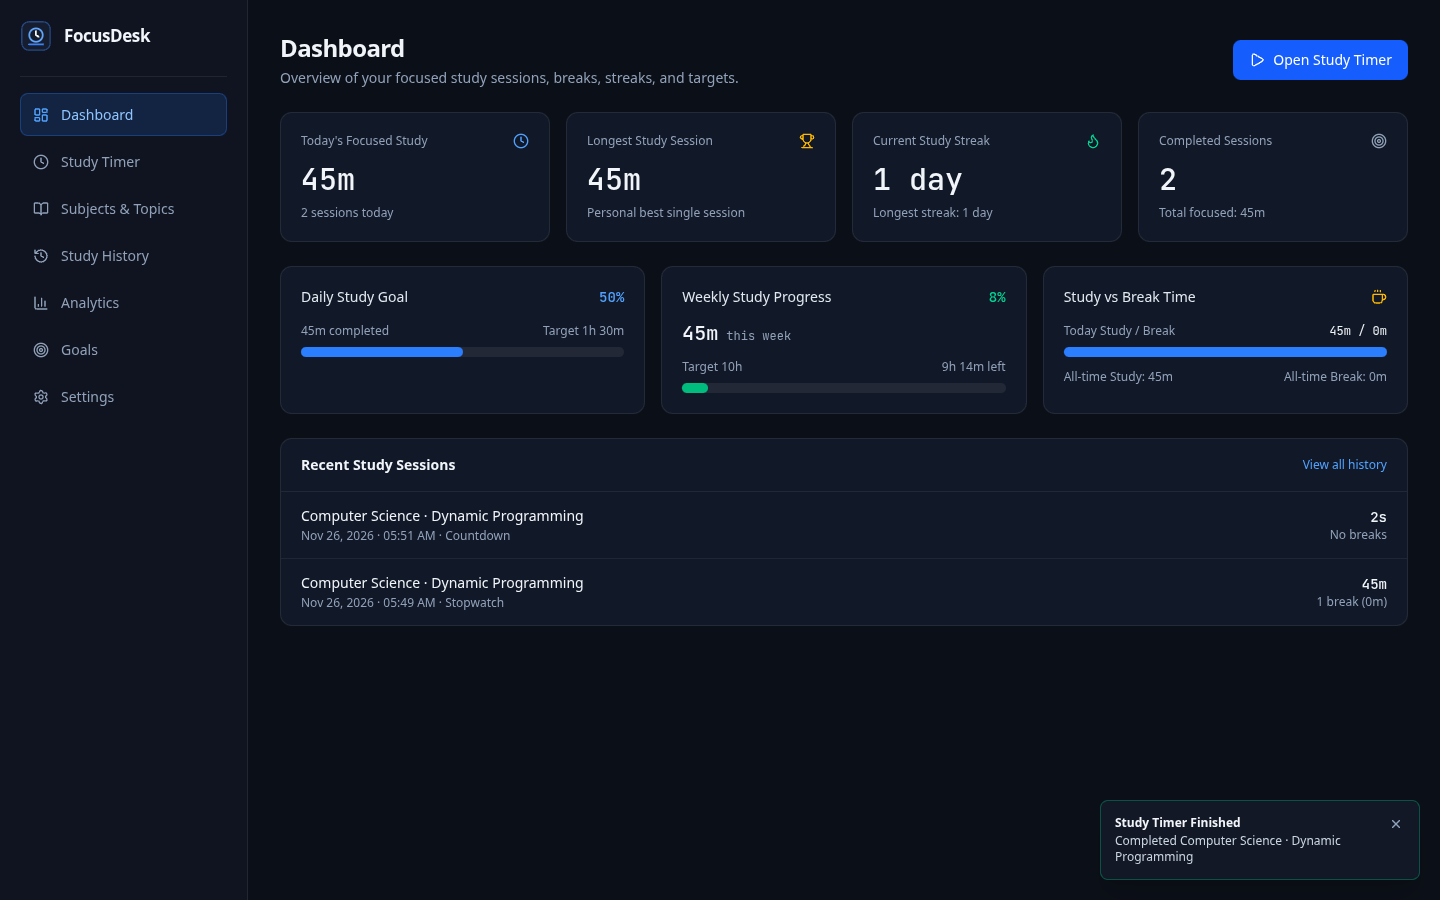 FocusDesk
Dashboard
Study Timer
Subjects & Topics
Study History
Analytics
Goals
Settings
Dashboard
Overview of your focused study sessions, breaks, streaks, and targets.
Open Study Timer
Today's Focused Study
45m
2 sessions today
Longest Study Session
45m
Personal best single session
Current Study Streak
1 day
Longest streak: 1 day
Completed Sessions
2
Total focused: 45m
Daily Study Goal
50%
45m completed
Target 1h 30m
Weekly Study Progress
8%
45m this week
Target 10h
9h 14m left
Study vs Break Time
Today Study / Break
45m / 0m
All-time Study: 45m
All-time Break: 0m
Recent Study Sessions
View all history
Computer Science · Dynamic Programming
Nov 26, 2026 · 05:51 AM · Countdown
2s
No breaks
Computer Science · Dynamic Programming
Nov 26, 2026 · 05:49 AM · Stopwatch
45m
1 break (0m)
Study Timer Finished
Completed Computer Science · Dynamic
Programming